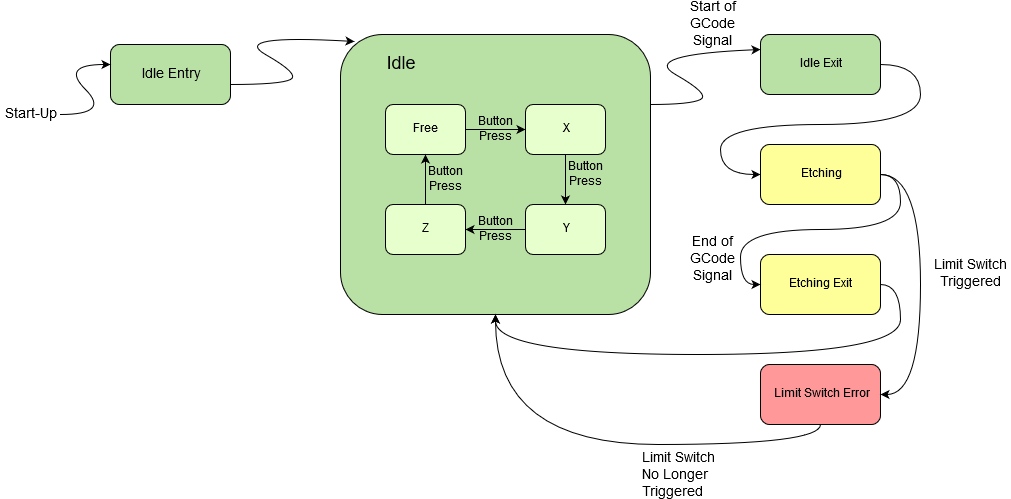 Start-Up
Idle Entry
Idle
Free
Button
Press
X
Button
Press
Y
Button
Press
Z
Button
Press
Start of
GCode
Signal
Idle Exit
Etching
End of
GCode
Signal
Etching Exit
Limit Switch
Triggered
Limit Switch Error
Limit Switch
No Longer
Triggered